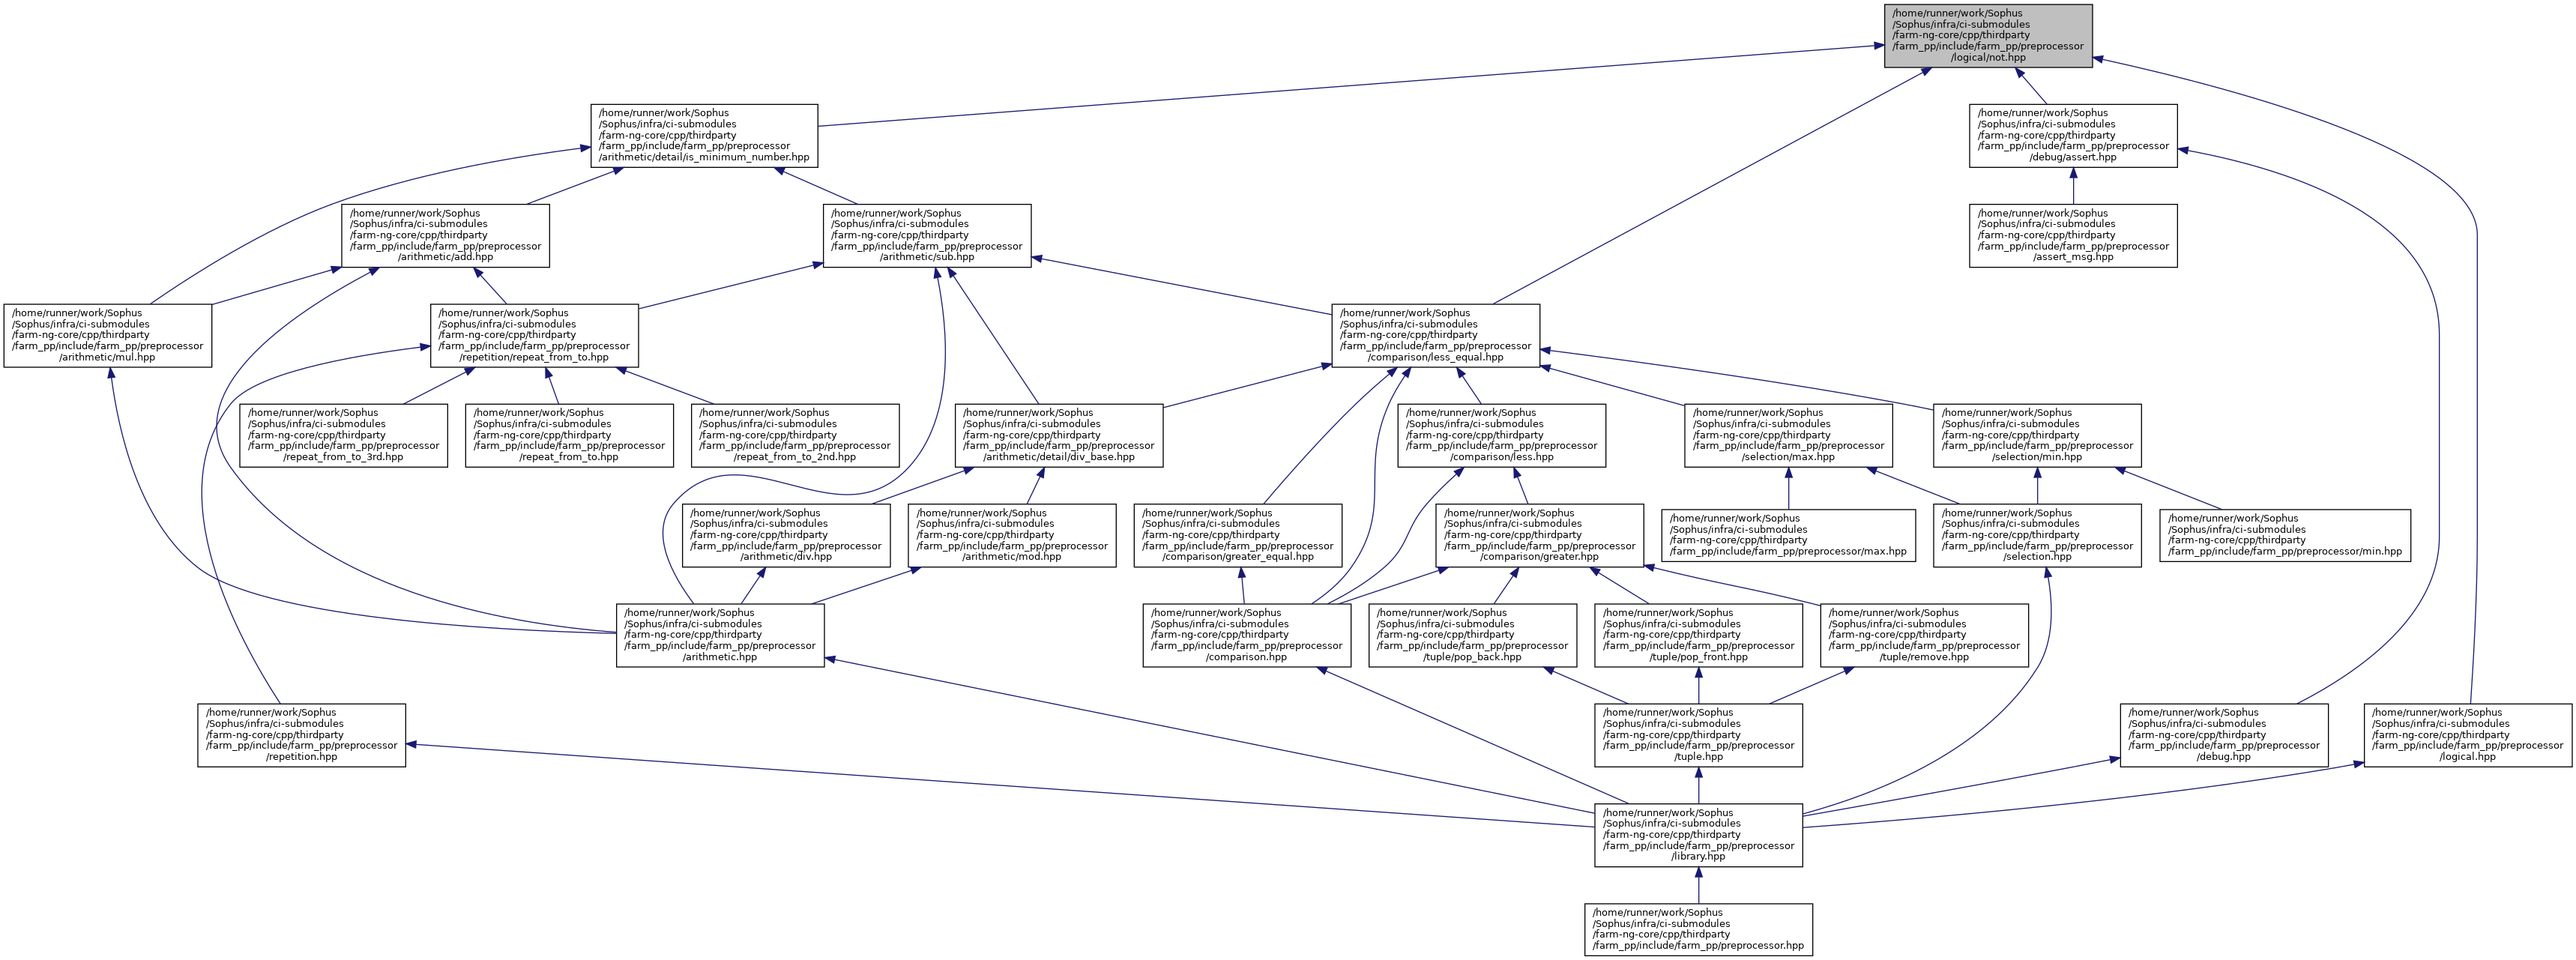 /home/runner/work/Sophus
/Sophus/infra/ci-submodules
/farm-ng-core/cpp/thirdparty
/farm_pp/include/farm_pp/preprocessor
/logical/not.hpp
/home/runner/work/Sophus
/Sophus/infra/ci-submodules
/farm-ng-core/cpp/thirdparty
/farm_pp/include/farm_pp/preprocessor
/arithmetic/detail/is_minimum_number.hpp
/home/runner/work/Sophus
/Sophus/infra/ci-submodules
/farm-ng-core/cpp/thirdparty
/farm_pp/include/farm_pp/preprocessor
/debug/assert.hpp
/home/runner/work/Sophus
/Sophus/infra/ci-submodules
/farm-ng-core/cpp/thirdparty
/farm_pp/include/farm_pp/preprocessor
/arithmetic/add.hpp
/home/runner/work/Sophus
/Sophus/infra/ci-submodules
/farm-ng-core/cpp/thirdparty
/farm_pp/include/farm_pp/preprocessor
/arithmetic/sub.hpp
/home/runner/work/Sophus
/Sophus/infra/ci-submodules
/farm-ng-core/cpp/thirdparty
/farm_pp/include/farm_pp/preprocessor
/assert_msg.hpp
/home/runner/work/Sophus
/Sophus/infra/ci-submodules
/farm-ng-core/cpp/thirdparty
/farm_pp/include/farm_pp/preprocessor
/arithmetic/mul.hpp
/home/runner/work/Sophus
/Sophus/infra/ci-submodules
/farm-ng-core/cpp/thirdparty
/farm_pp/include/farm_pp/preprocessor
/repetition/repeat_from_to.hpp
/home/runner/work/Sophus
/Sophus/infra/ci-submodules
/farm-ng-core/cpp/thirdparty
/farm_pp/include/farm_pp/preprocessor
/comparison/less_equal.hpp
/home/runner/work/Sophus
/Sophus/infra/ci-submodules
/farm-ng-core/cpp/thirdparty
/farm_pp/include/farm_pp/preprocessor
/repeat_from_to_3rd.hpp
/home/runner/work/Sophus
/Sophus/infra/ci-submodules
/farm-ng-core/cpp/thirdparty
/farm_pp/include/farm_pp/preprocessor
/repeat_from_to.hpp
/home/runner/work/Sophus
/Sophus/infra/ci-submodules
/farm-ng-core/cpp/thirdparty
/farm_pp/include/farm_pp/preprocessor
/repeat_from_to_2nd.hpp
/home/runner/work/Sophus
/Sophus/infra/ci-submodules
/farm-ng-core/cpp/thirdparty
/farm_pp/include/farm_pp/preprocessor
/arithmetic/detail/div_base.hpp
/home/runner/work/Sophus
/Sophus/infra/ci-submodules
/farm-ng-core/cpp/thirdparty
/farm_pp/include/farm_pp/preprocessor
/comparison/less.hpp
/home/runner/work/Sophus
/Sophus/infra/ci-submodules
/farm-ng-core/cpp/thirdparty
/farm_pp/include/farm_pp/preprocessor
/selection/max.hpp
/home/runner/work/Sophus
/Sophus/infra/ci-submodules
/farm-ng-core/cpp/thirdparty
/farm_pp/include/farm_pp/preprocessor
/selection/min.hpp
/home/runner/work/Sophus
/Sophus/infra/ci-submodules
/farm-ng-core/cpp/thirdparty
/farm_pp/include/farm_pp/preprocessor
/arithmetic/div.hpp
/home/runner/work/Sophus
/Sophus/infra/ci-submodules
/farm-ng-core/cpp/thirdparty
/farm_pp/include/farm_pp/preprocessor
/arithmetic/mod.hpp
/home/runner/work/Sophus
/Sophus/infra/ci-submodules
/farm-ng-core/cpp/thirdparty
/farm_pp/include/farm_pp/preprocessor
/comparison/greater_equal.hpp
/home/runner/work/Sophus
/Sophus/infra/ci-submodules
/farm-ng-core/cpp/thirdparty
/farm_pp/include/farm_pp/preprocessor
/comparison/greater.hpp
/home/runner/work/Sophus
/Sophus/infra/ci-submodules
/farm-ng-core/cpp/thirdparty
/farm_pp/include/farm_pp/preprocessor/max.hpp
/home/runner/work/Sophus
/Sophus/infra/ci-submodules
/farm-ng-core/cpp/thirdparty
/farm_pp/include/farm_pp/preprocessor
/selection.hpp
/home/runner/work/Sophus
/Sophus/infra/ci-submodules
/farm-ng-core/cpp/thirdparty
/farm_pp/include/farm_pp/preprocessor/min.hpp
/home/runner/work/Sophus
/Sophus/infra/ci-submodules
/farm-ng-core/cpp/thirdparty
/farm_pp/include/farm_pp/preprocessor
/arithmetic.hpp
/home/runner/work/Sophus
/Sophus/infra/ci-submodules
/farm-ng-core/cpp/thirdparty
/farm_pp/include/farm_pp/preprocessor
/comparison.hpp
/home/runner/work/Sophus
/Sophus/infra/ci-submodules
/farm-ng-core/cpp/thirdparty
/farm_pp/include/farm_pp/preprocessor
/tuple/pop_back.hpp
/home/runner/work/Sophus
/Sophus/infra/ci-submodules
/farm-ng-core/cpp/thirdparty
/farm_pp/include/farm_pp/preprocessor
/tuple/pop_front.hpp
/home/runner/work/Sophus
/Sophus/infra/ci-submodules
/farm-ng-core/cpp/thirdparty
/farm_pp/include/farm_pp/preprocessor
/tuple/remove.hpp
/home/runner/work/Sophus
/Sophus/infra/ci-submodules
/farm-ng-core/cpp/thirdparty
/farm_pp/include/farm_pp/preprocessor
/repetition.hpp
/home/runner/work/Sophus
/Sophus/infra/ci-submodules
/farm-ng-core/cpp/thirdparty
/farm_pp/include/farm_pp/preprocessor
/tuple.hpp
/home/runner/work/Sophus
/Sophus/infra/ci-submodules
/farm-ng-core/cpp/thirdparty
/farm_pp/include/farm_pp/preprocessor
/debug.hpp
/home/runner/work/Sophus
/Sophus/infra/ci-submodules
/farm-ng-core/cpp/thirdparty
/farm_pp/include/farm_pp/preprocessor
/logical.hpp
/home/runner/work/Sophus
/Sophus/infra/ci-submodules
/farm-ng-core/cpp/thirdparty
/farm_pp/include/farm_pp/preprocessor
/library.hpp
/home/runner/work/Sophus
/Sophus/infra/ci-submodules
/farm-ng-core/cpp/thirdparty
/farm_pp/include/farm_pp/preprocessor.hpp